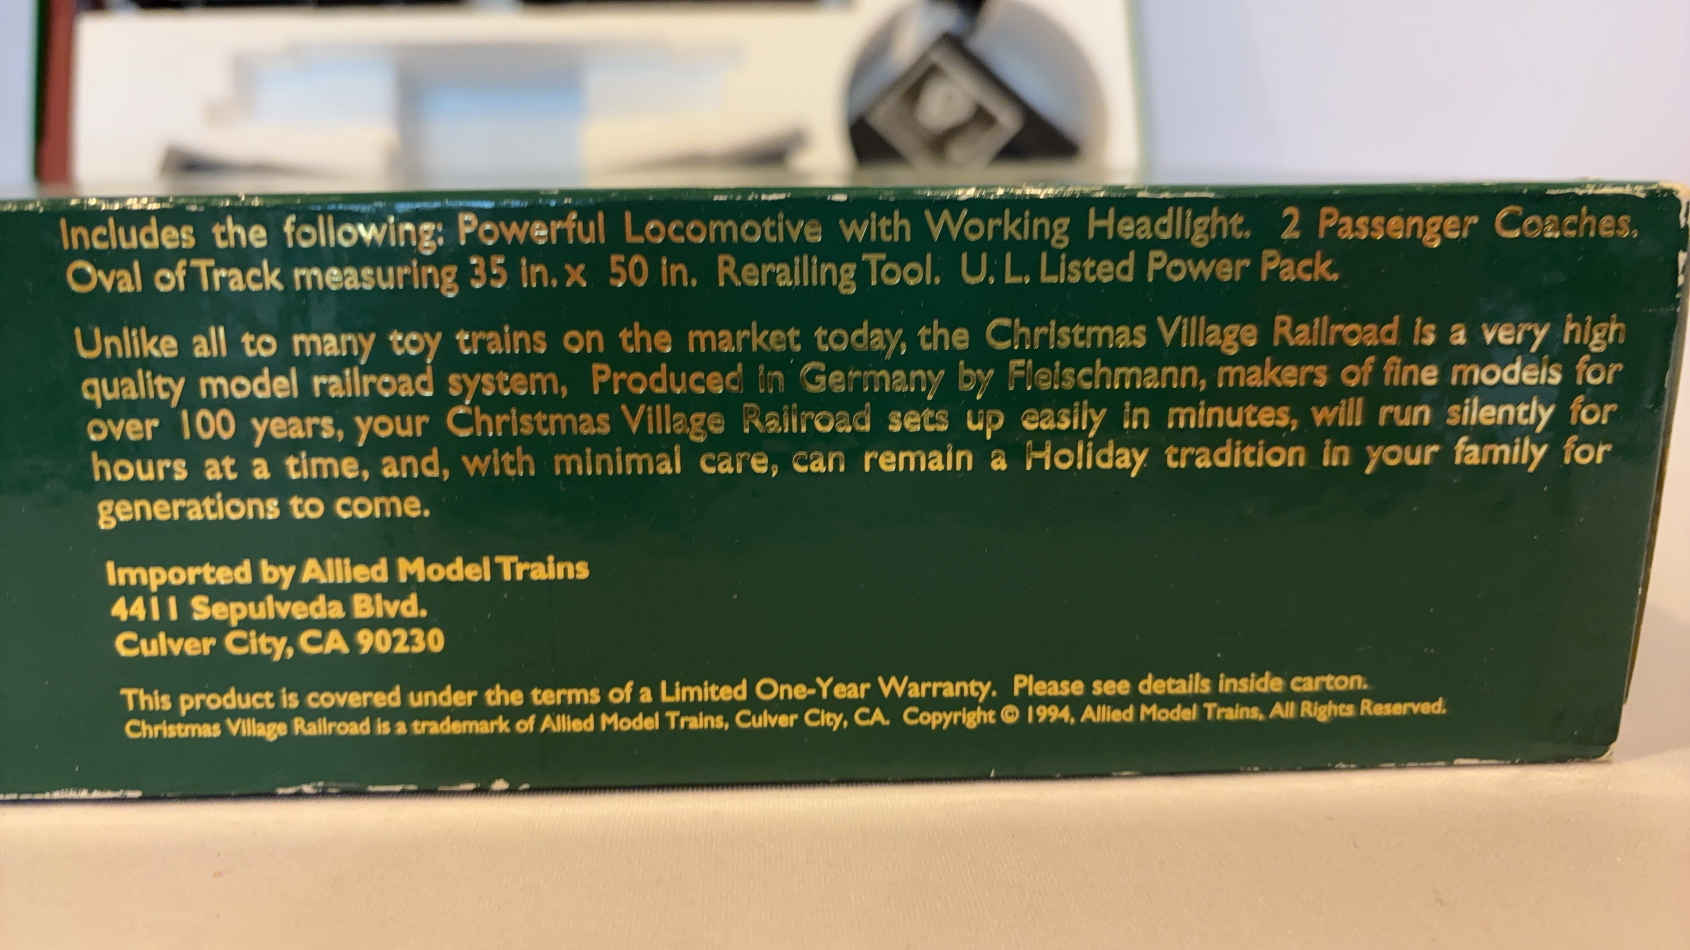 Includes the following: Powerful Locomotive with Working Headlight. 2 Passenger Coaches.
Oval of Track measuring 35 in. x 50 in. Rerailing Tool. U. L. Listed Power Pack.
Unlike all to many toy trains on the market today, the Christmas Village Railroad is a very high
quality model railroad system, Produced in Germany by Fleischmann, makers of fine models for
over 100 years, your Christmas Village Railroad sets up easily in minutes, will run silently for
hours at a time, and, with minimal care, can remain a Holiday tradition in your family for
generations to come.
Imported by Allied Model Trains
4411 Sepulveda Blvd.
Culver City, CA 90230
This product is covered under the terms of a Limited One-Year Warranty. Please see details inside carton.
Christmas Village Railroad is a trademark of Allied Model Trains, Culver City, CA. Copyright © 1994, Allied Model Trains, All Rights Reserved.